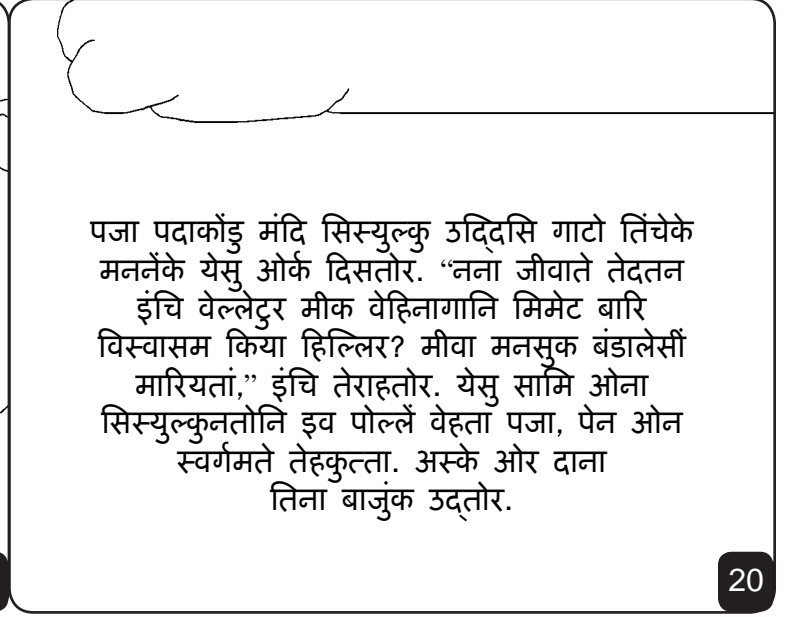 पजा पदाकोंडु मंदि सिस्युल्कु उद्‌दिसि गाटो तिंचेके
मननेंके येसु ओर्क दिसतोर. “नना जीवाते तेदतन
इंचि वेल्लेटुर मीक वेहिनागानि मिमेट बारि
विस्वासम किया हिल्लिर? मीवा मनसुक बंडालेसीं
मारियतां,” इंचि तेराहतोर. येसु सामि ओना
सिस्युल्कुनतोनि इव पोल्लें वेहता पजा, पेन ओन
स्वर्गमते तेहकुत्ता. अस्के ओर दाना
तिना बाजुंक उद्‌तोर.
20